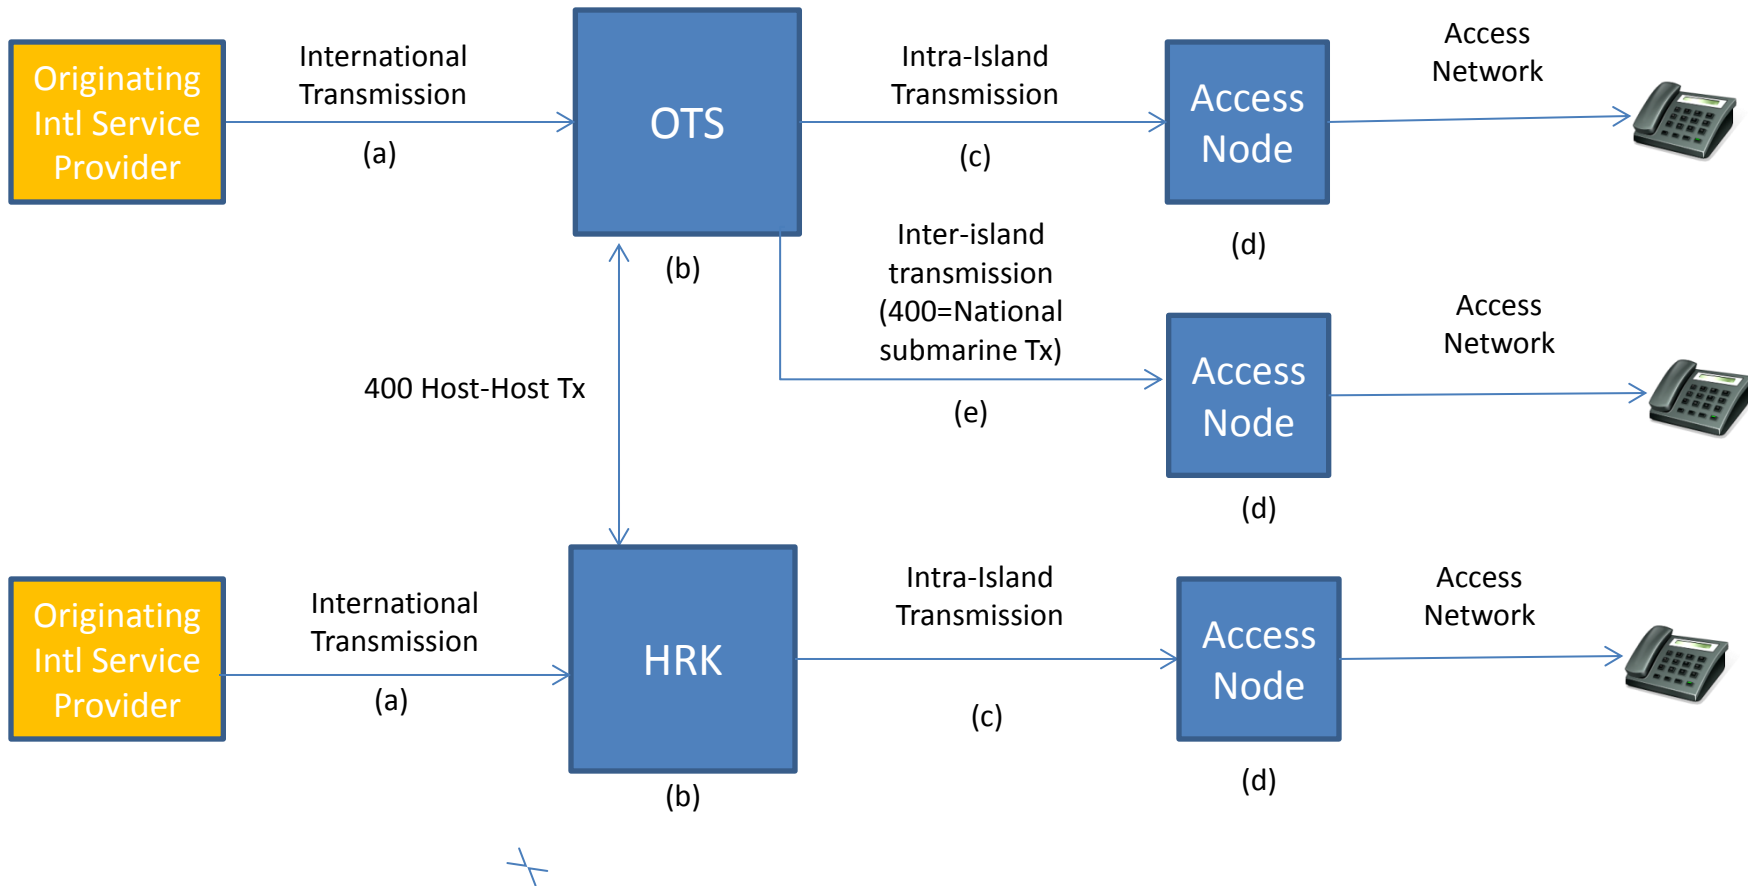 Originating
Intl Service
Provider
International
Transmission
(a)
OTS
(b)
Intra-Island
Transmission
(c)
Access
Node
(d)
Access
Network
Inter-island
transmission
(400=National
submarine Tx)
(e)
Access
Node
(d)
Access
Network
400 Host-Host Tx
Originating
Intl Service
Provider
International
Transmission
(a)
HRK
(b)
Intra-Island
Transmission
(c)
Access
Node
(d)
Access
Network